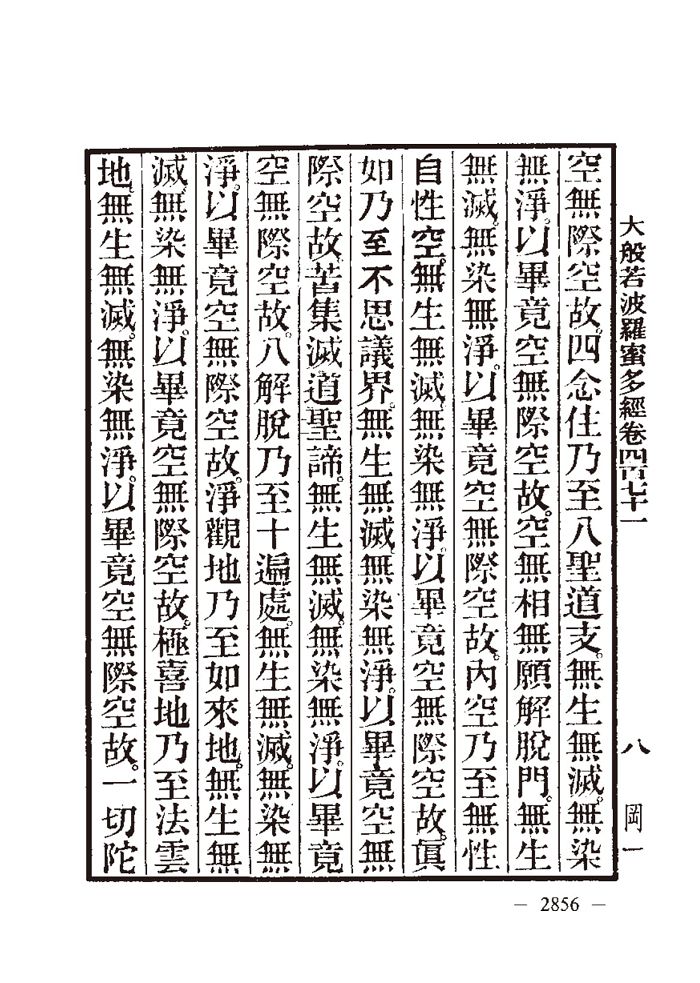 大般若波羅蜜多經卷四百七十一
八
岡一
空無際空故。四念住乃至八聖道支。無生無滅。無染
無淨。以畢竟空無際空故。空無相無願解脫門。無生
無滅。無染無淨。以畢竟空無際空故。內空乃至無性
自性空。無生無滅。無染無淨。以畢竟空無際空故。眞
如乃至不思議界。無生無滅。無染無淨。以畢竟空無
際空故。苦集滅道聖諦。無生無滅。無染無淨。以畢竟
空無際空故。八解脫乃至十遍處。無生無滅。無染無
淨。以畢竟空無際空故。淨觀地乃至如來地。無生無
滅。無染無淨。以畢竟空無際空故。極喜地乃至法雲
地。無生無滅。無染無淨。以畢竟空無際空故。一切陀
— 2856 —